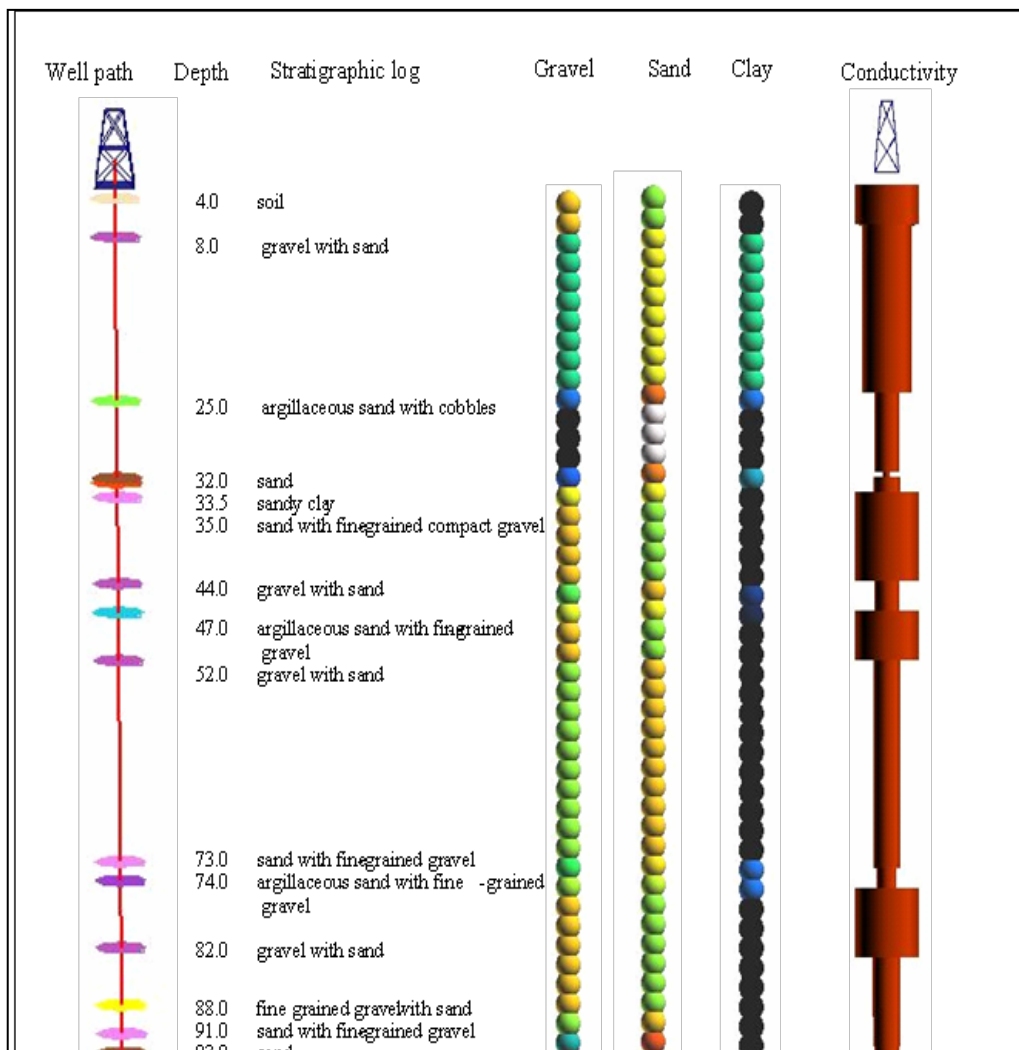 Well path Depth Stratigraphic log Gravel Sand Clay Conductivity
4.0 soil
8.0 gravel with sand
25.0 argillaceous sand with cobbles
32.0 sand
33.5 sandy clay
35.0 sand with finegrained compact gravel
44.0 gravel with sand
47.0 argillaceous sand with fingrained
gravel
52.0 gravel with sand
73.0 sand with finegrained gravel
74.0 argillaceous sand with fine -grained
gravel
82.0 gravel with sand
88.0 fine grained gravelwith sand
91.0 sand with finegrained gravel